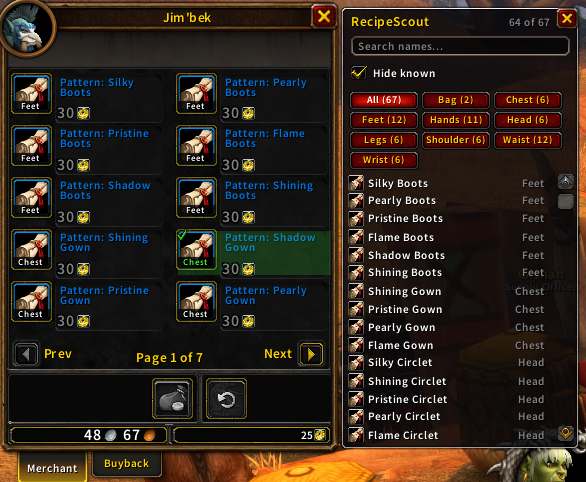 Jim'bek
Pattern: Silky
Boots
Feet
30
Pattern: Pearly
Boots
Feet
30
Pattern: Pristine
Boots
Feet
30
Pattern: Flame
Boots
Feet
30
Pattern: Shadow
Boots
Feet
30
Pattern: Shining
Boots
Feet
30
Pattern: Shining
Gown
Chest
30
Pattern: Shadow
Gown
Chest
30
Pattern: Pristine
Gown
Chest
30
Pattern: Pearly
Gown
Chest
30
Prev
Page 1 of 7
Next
48 67
25
Merchant
Buyback
RecipeScout 64 of 67
Search names...
Hide known
All (67) Bag (2) Chest (6)
Feet (12) Hands (11) Head (6)
Legs (6) Shoulder (6) Waist (12)
Wrist (6)
Silky Boots Feet
Pearly Boots Feet
Pristine Boots Feet
Flame Boots Feet
Shadow Boots Feet
Shining Boots Feet
Shining Gown Chest
Pristine Gown Chest
Pearly Gown Chest
Flame Gown Chest
Silky Circlet Head
Shining Circlet Head
Pristine Circlet Head
Pearly Circlet Head
Flame Circlet Head